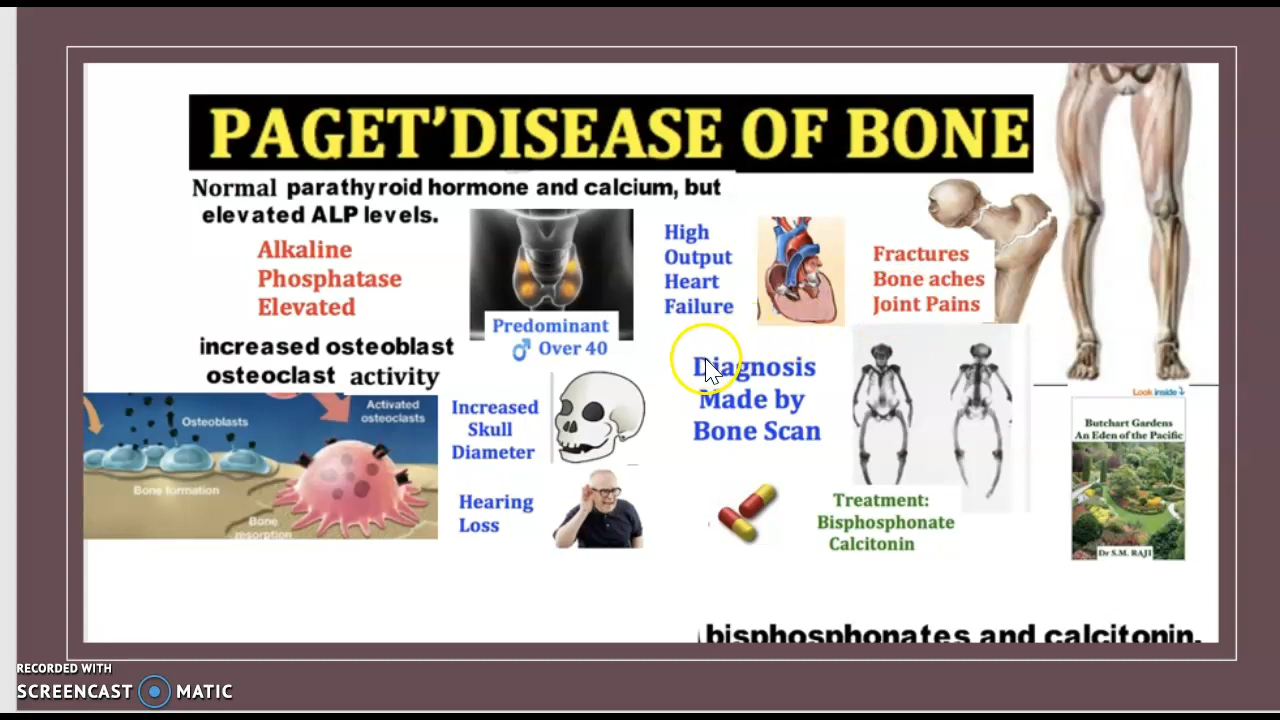 PAGET'DISEASE OF BONE
Normal parathyroid hormone and calcium, but
elevated ALP levels.
Alkaline
Phosphatase
Elevated
increased osteoblast
osteoclast activity
Osteoblasts
Activated
osteoclasts
Bone formation
Bone
resorption
Predominant
♂ Over 40
Increased
Skull
Diameter
Hearing
Loss
High
Output
Heart
Failure
Fractures
Bone aches
Joint Pains
Diagnosis
Made by
Bone Scan
Treatment:
Bisphosphonate
Calcitonin
Look inside
Butchart Gardens
An Eden of the Pacific
Dr S.M. RAJI
bisphosphonates and calcitonin.
RECORDED WITH
SCREENCAST MATIC